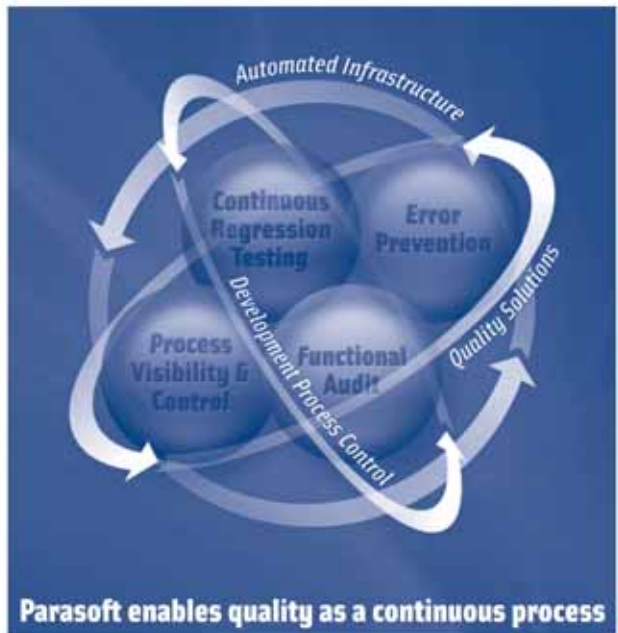 Automated Infrastructure
Continuous
Regression
Testing
Error
Prevention
Development Process Control
Quality Solutions
Process
Visibility &
Control
Functional
Audit
Parasoft enables quality as a continuous process